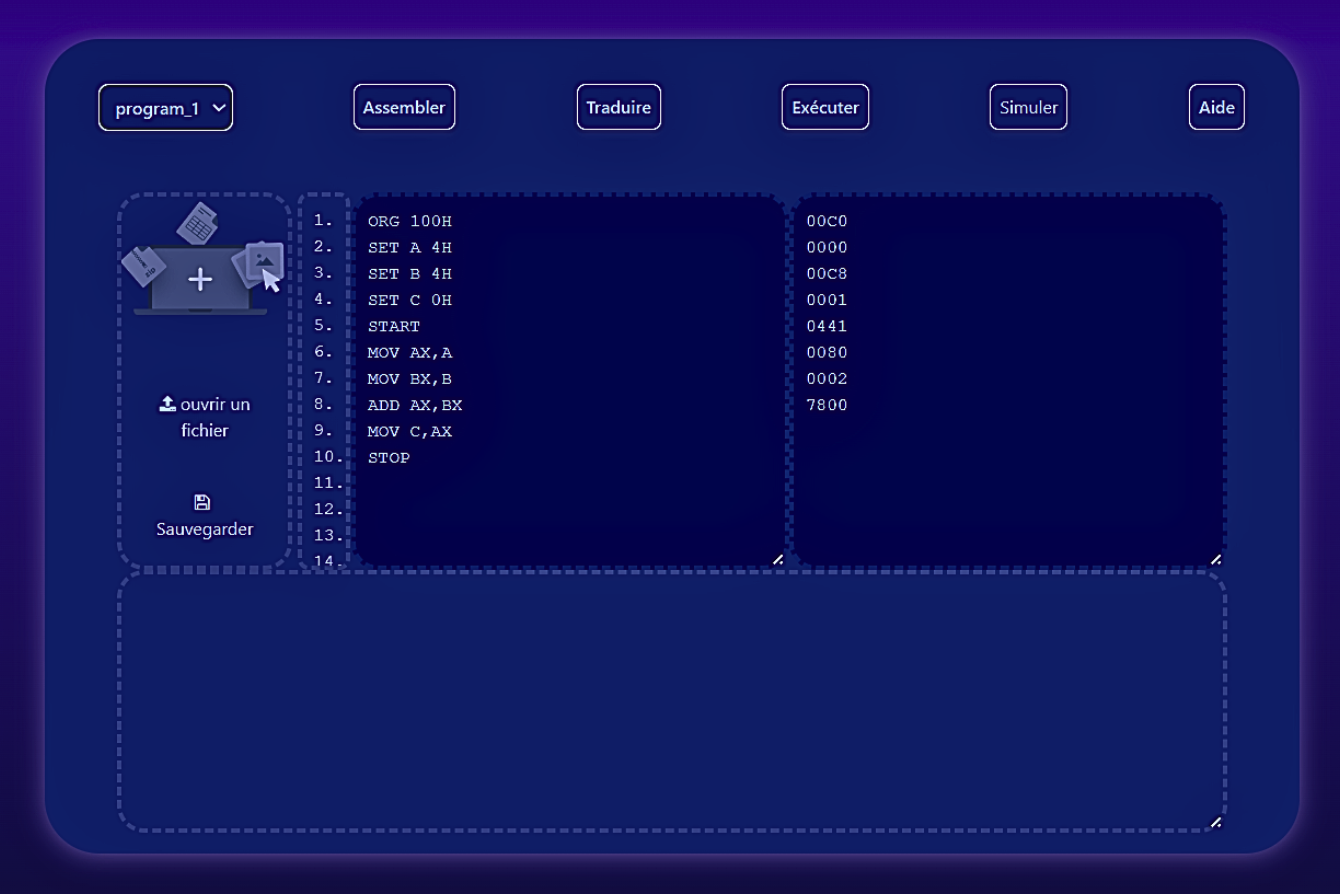 program_1
Assembler
Traduire
Exécuter
Simuler
Aide
zip
ouvrir un
fichier
Sauvegarder
1.
2.
3.
4.
5.
6.
7.
8.
9.
10.
11.
12.
13.
14.
ORG 100H
SET A 4H
SET B 4H
SET C 0H
START
MOV AX,A
MOV BX,B
ADD AX,BX
MOV C,AX
STOP
00C0
0000
00C8
0001
0441
0080
0002
7800